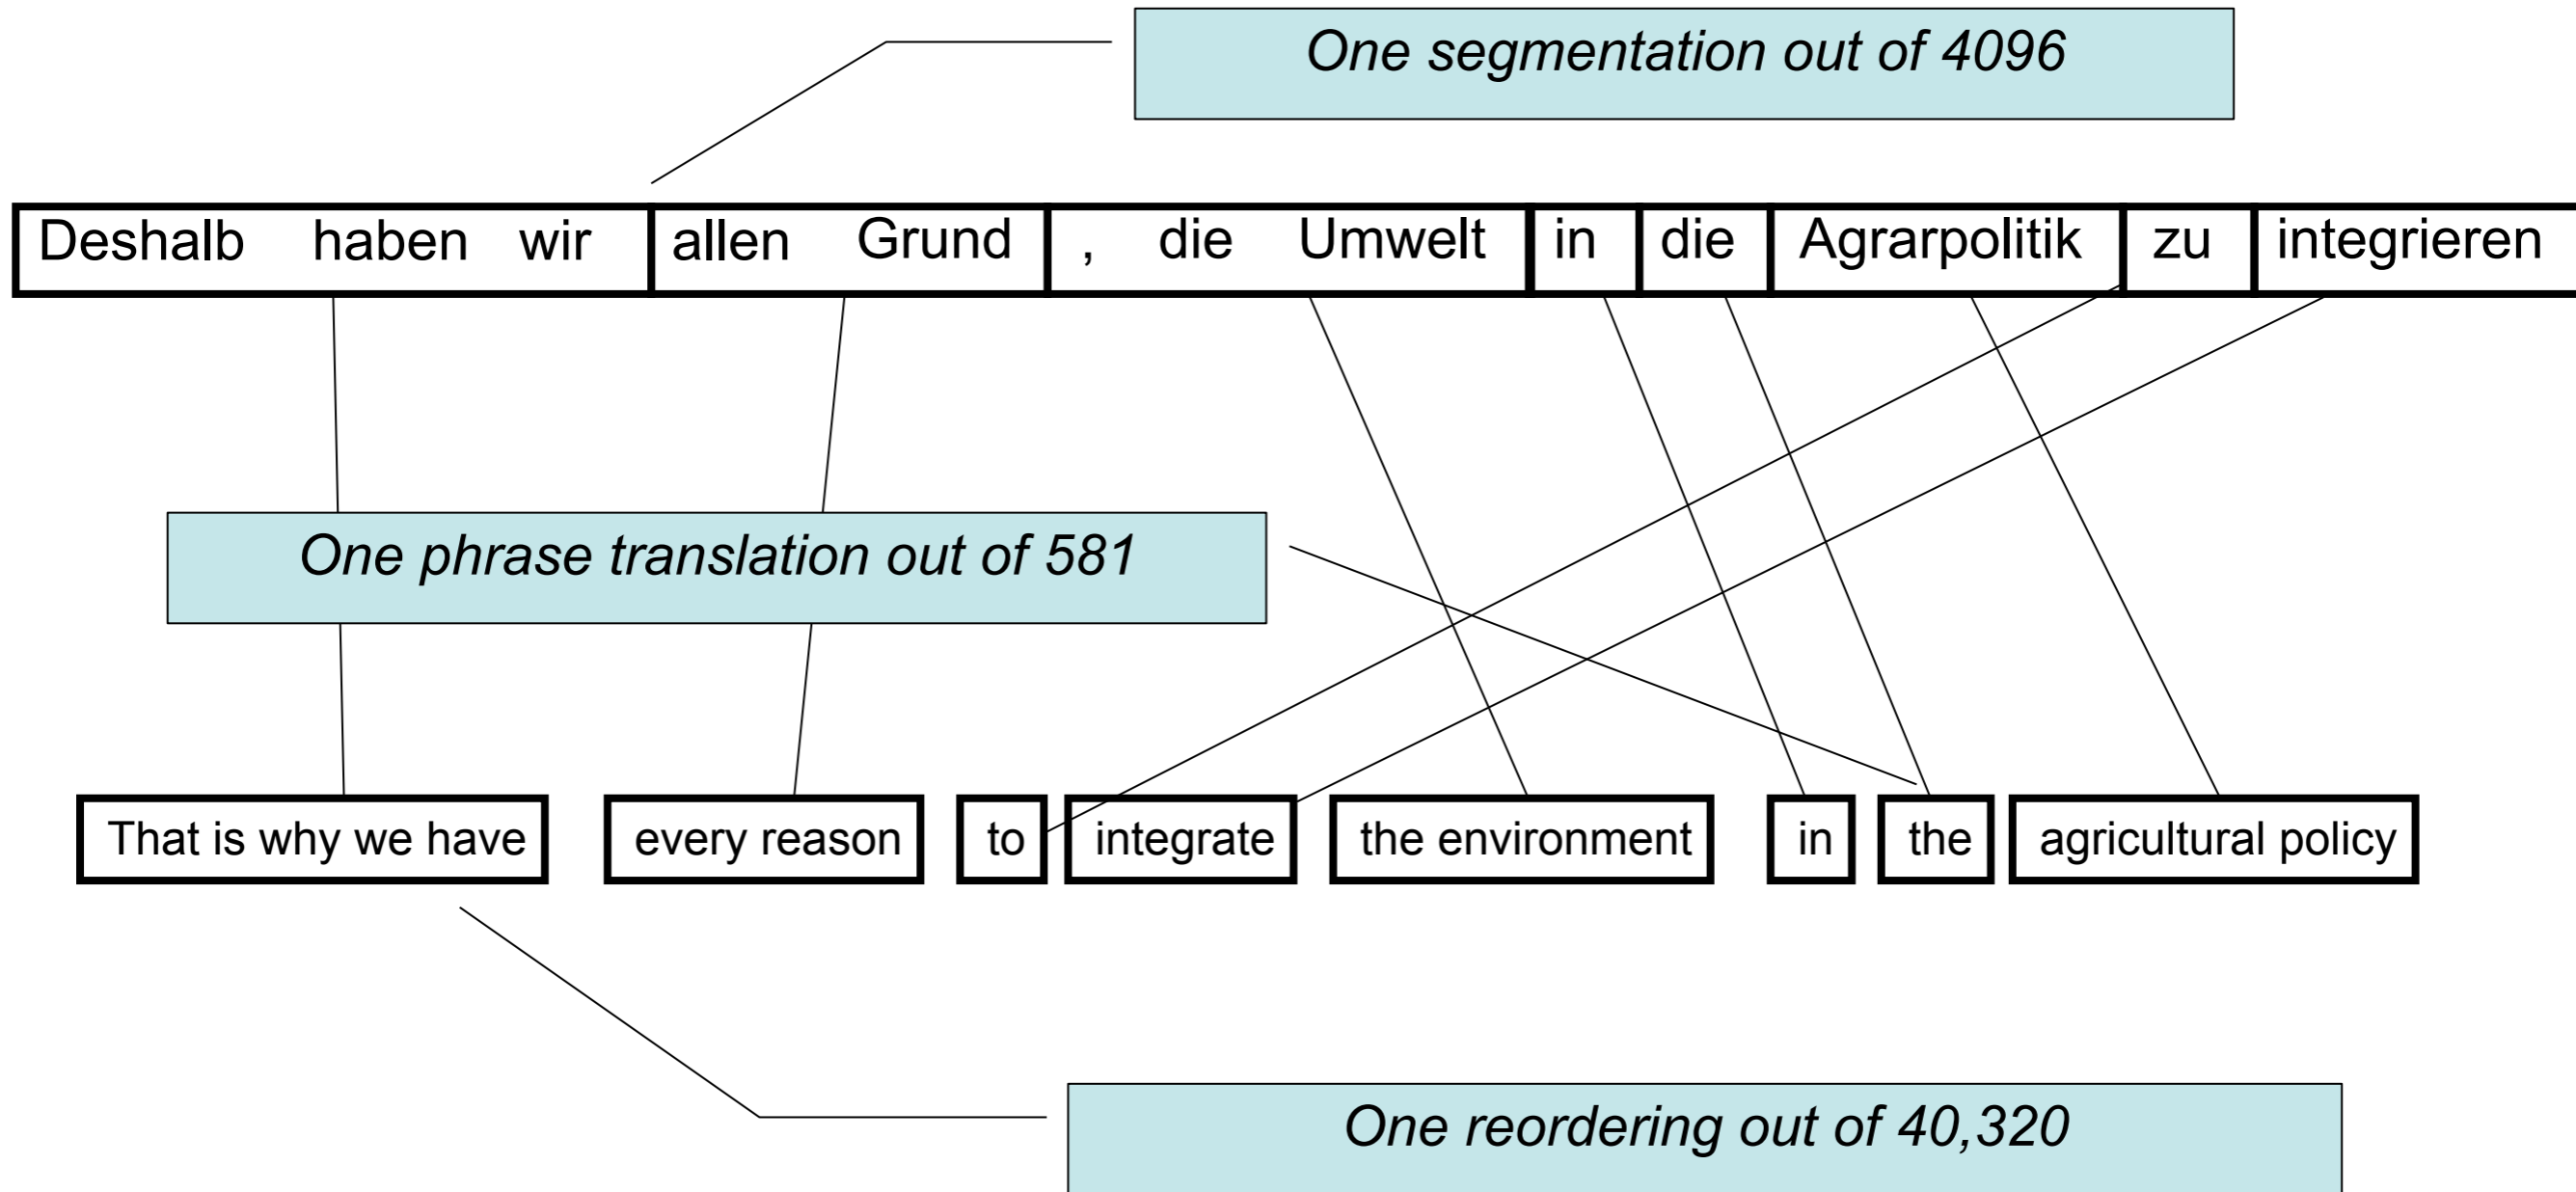 One segmentation out of 4096
Deshalb haben wir allen Grund , die Umwelt in die Agrarpolitik zu integrieren
One phrase translation out of 581
That is why we have every reason to integrate the environment in the agricultural policy
One reordering out of 40,320